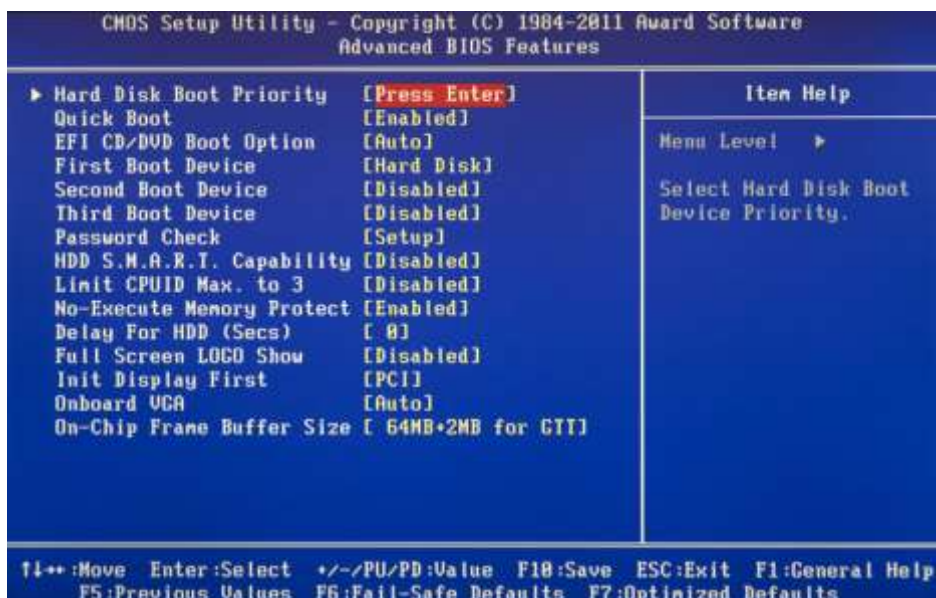 CMOS Setup Utility - Copyright (C) 1984-2011 Award Software
Advanced BIOS Features
▶ Hard Disk Boot Priority [Press Enter]
Quick Boot [Enabled]
EFI CD/DVD Boot Option [Auto]
First Boot Device [Hard Disk]
Second Boot Device [Disabled]
Third Boot Device [Disabled]
Password Check [Setup]
HDD S.M.A.R.T. Capability [Disabled]
Limit CPUID Max. to 3 [Disabled]
No-Execute Memory Protect [Enabled]
Delay For HDD (Secs) [ 0]
Full Screen LOGO Show [Disabled]
Init Display First [PCI]
Onboard VGA [Auto]
On-Chip Frame Buffer Size [ 64MB+2MB for GTT]
Item Help
Menu Level ▶
Select Hard Disk Boot
Device Priority.
↑↓→←:Move Enter:Select +/-/PU/PD:Value F10:Save ESC:Exit F1:General Help
F5:Previous Values F6:Fail-Safe Defaults F7:Optimized Defaults